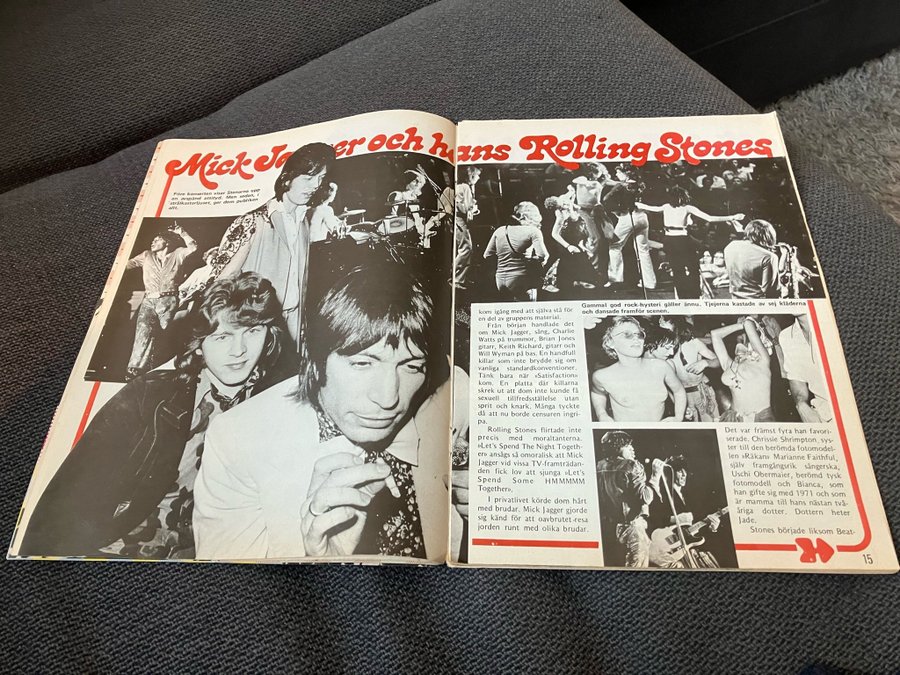 Mick Jagger och hans Rolling Stones
Före konserten visar Stonarna upp
en avspänd attityd. Men sedan, i
strålkastarljuset, ger dom publiken
allt.
Gammal god rock-hysteri gäller ännu. Tjejerna kastade av sej kläderna
och dansade framför scenen.
kom igång med att själva stå för
en del av gruppens material.
Från början handlade det
om Mick Jagger, sång, Charlie
Watts på trummor, Brian Jones
gitarr, Keith Richard, gitarr och
Will Wyman på bas. En handfull
killar som inte brydde sig om
vanliga standardkonventioner.
Tänk bara när »Satisfaction»
kom. En platta där killarna
skrek ut att dom inte kunde få
sexuell tillfredsställelse utan
sprit och knark. Många tyckte
då att nu borde censuren ingri-
pa.
Rolling Stones flirtade inte
precis med moraltanterna.
»Let's Spend The Night Togeth-
er» ansågs så omoralisk att Mick
Jagger vid vissa TV-framträdan-
den fick lov att sjunga »Let's
Spend Some HMMMMM
Together».
I privatlivet körde dom hårt
med brudar. Mick Jagger gjorde
sig känd för att oavbrutet resa
jorden runt med olika brudar.
Det var främst fyra han favori-
serade. Chrissie Shrimpton, sys-
ter till den berömda fotomodel-
len »Räkan» Marianne Faithful,
själv framgångsrik sångerska,
Uschi Obermaier, berömd tysk
fotomodell och Bianca, som
han gifte sig med 1971 och som
är mamma till hans nästan två-
åriga dotter. Dottern heter
Jade.
Stones började liksom Beat-
15